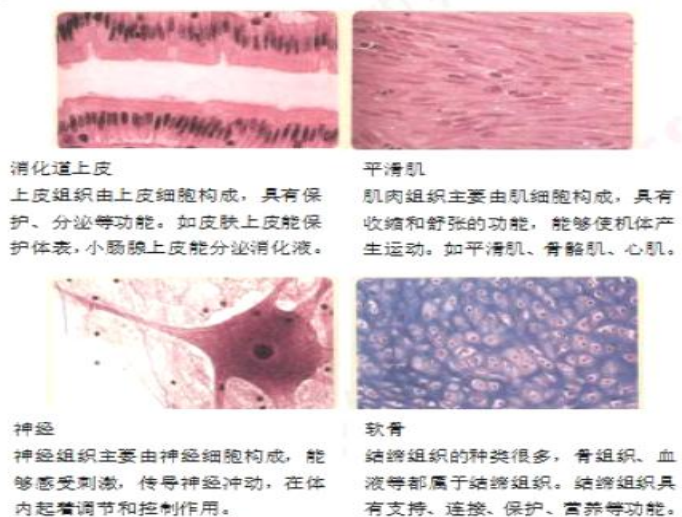 消化道上皮
上皮组织由上皮细胞构成，具有保
护、分泌等功能。如皮肤上皮能保
护体表，小肠腺上皮能分泌消化液。
平滑肌
肌肉组织主要由肌细胞构成，具有
收缩和舒张的功能，能够使机体产
生运动。如平滑肌、骨骼肌、心肌。
神经
神经组织主要由神经细胞构成，能
够感受刺激，传导神经冲动，在体
内起着调节和控制作用。
软骨
结缔组织的种类很多，骨组织、血
液等都属于结缔组织。结缔组织具
有支持、连接、保护、营养等功能。